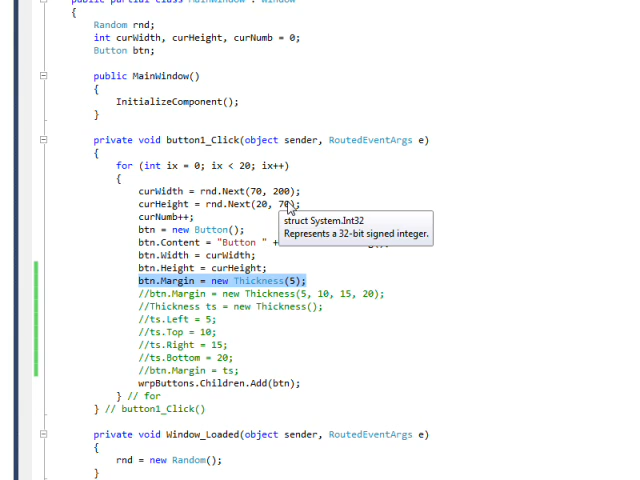 public partial class MainWindow : Window
{
Random rnd;
int curWidth, curHeight, curNumb = 0;
Button btn;
public MainWindow()
{
InitializeComponent();
}
private void button1_Click(object sender, RoutedEventArgs e)
{
for (int ix = 0; ix < 20; ix++)
{
curWidth = rnd.Next(70, 200);
curHeight = rnd.Next(20, 70);
curNumb++;
struct System.Int32
Represents a 32-bit signed integer.
btn = new Button();
btn.Content = "Button " +
btn.Width = curWidth;
btn.Height = curHeight;
btn.Margin = new Thickness(5);
//btn.Margin = new Thickness(5, 10, 15, 20);
//Thickness ts = new Thickness();
//ts.Left = 5;
//ts.Top = 10;
//ts.Right = 15;
//ts.Bottom = 20;
//btn.Margin = ts;
wrpButtons.Children.Add(btn);
} // for
} // button1_Click()
private void Window_Loaded(object sender, RoutedEventArgs e)
{
rnd = new Random();
}